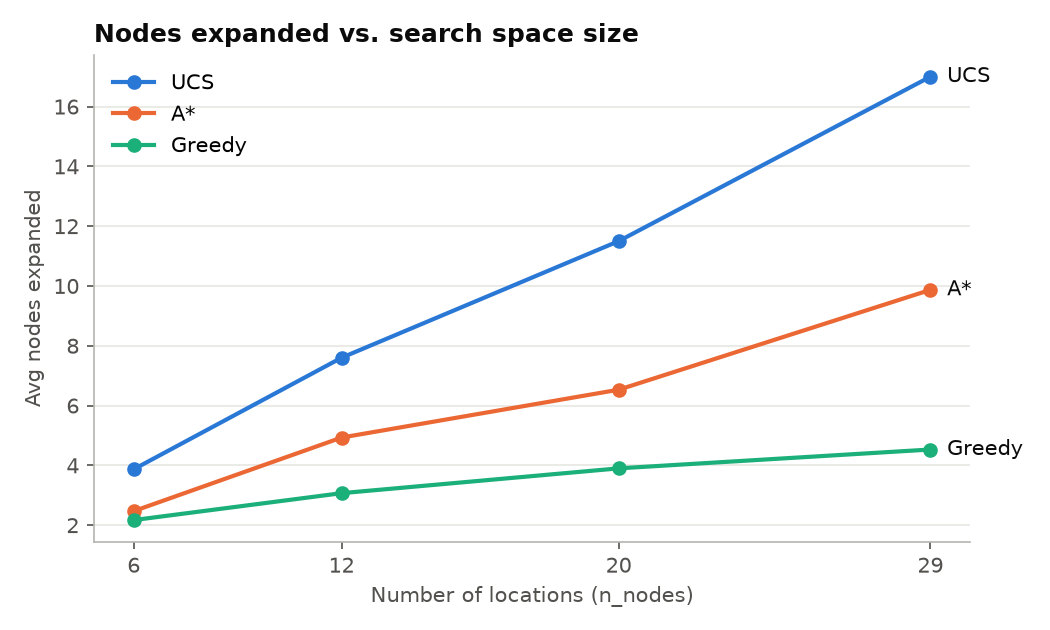 Nodes expanded vs. search space size
UCS
A*
Greedy
UCS
A*
Greedy
Avg nodes expanded
16
14
12
10
8
6
4
2
6
12
20
29
Number of locations (n_nodes)